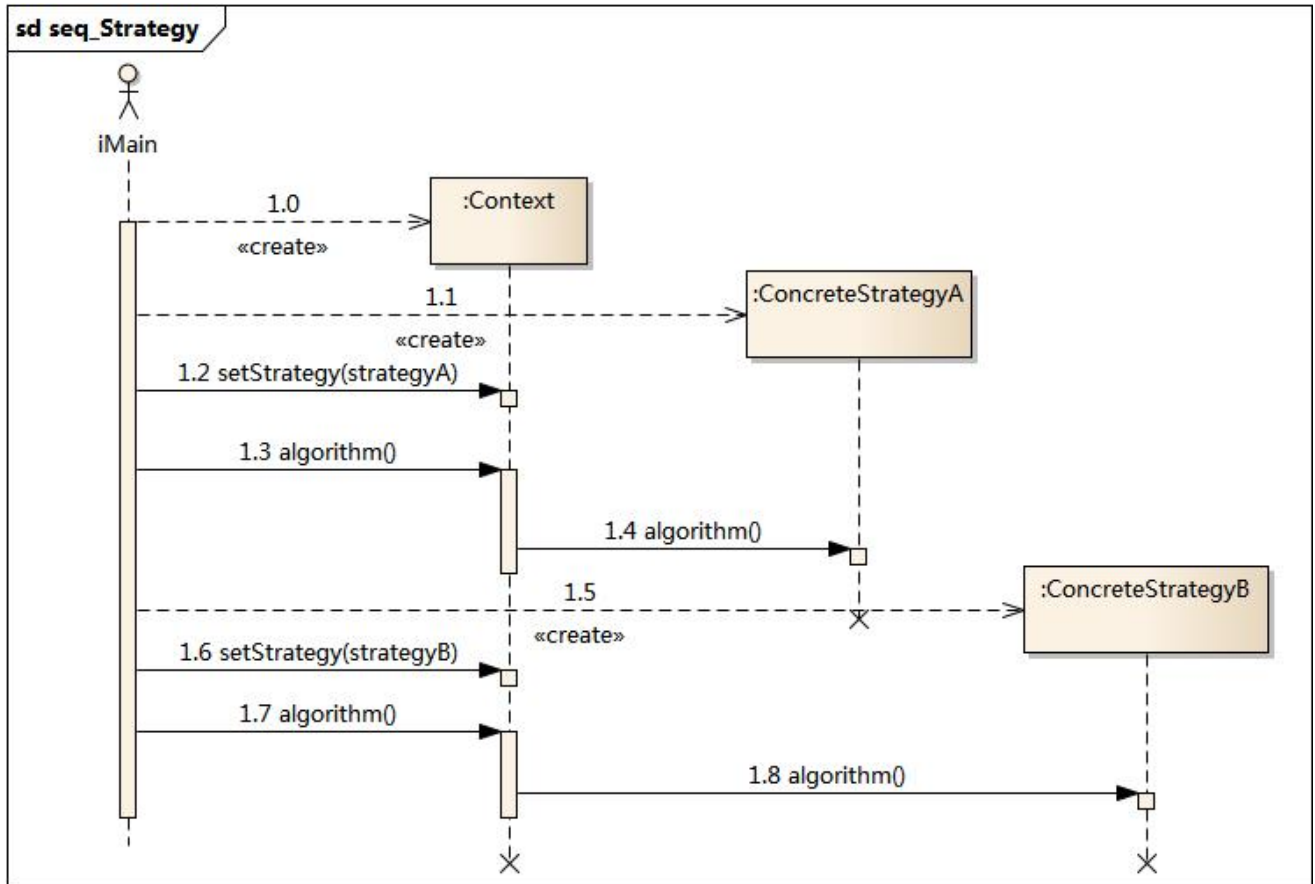 sd seq_Strategy
iMain
1.0
:Context
«create»
1.1
:ConcreteStrategyA
«create»
1.2 setStrategy(strategyA)
1.3 algorithm()
1.4 algorithm()
1.5
:ConcreteStrategyB
«create»
1.6 setStrategy(strategyB)
1.7 algorithm()
1.8 algorithm()